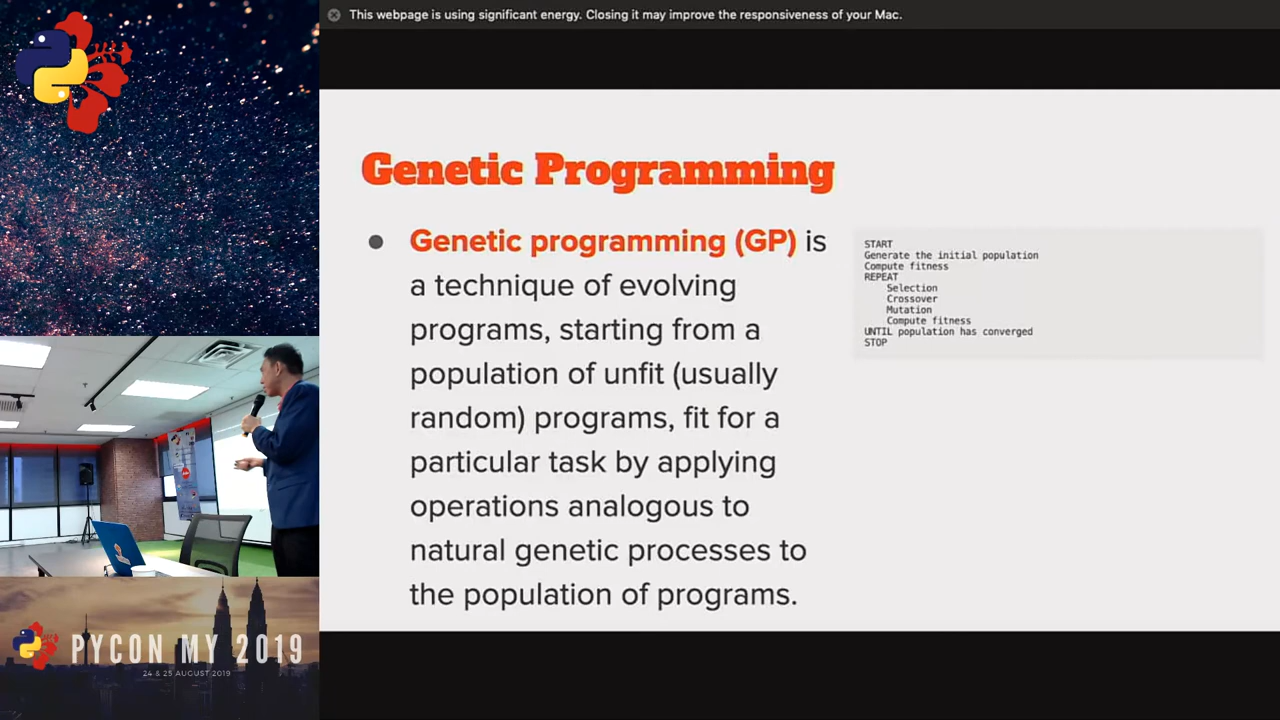 This webpage is using significant energy. Closing it may improve the responsiveness of your Mac.
Genetic Programming
● Genetic programming (GP) is
a technique of evolving
programs, starting from a
population of unfit (usually
random) programs, fit for a
particular task by applying
operations analogous to
natural genetic processes to
the population of programs.
START
Generate the initial population
Compute fitness
REPEAT
    Selection
    Crossover
    Mutation
    Compute fitness
UNTIL population has converged
STOP
PYCON MY 2019
24 & 25 AUGUST 2019